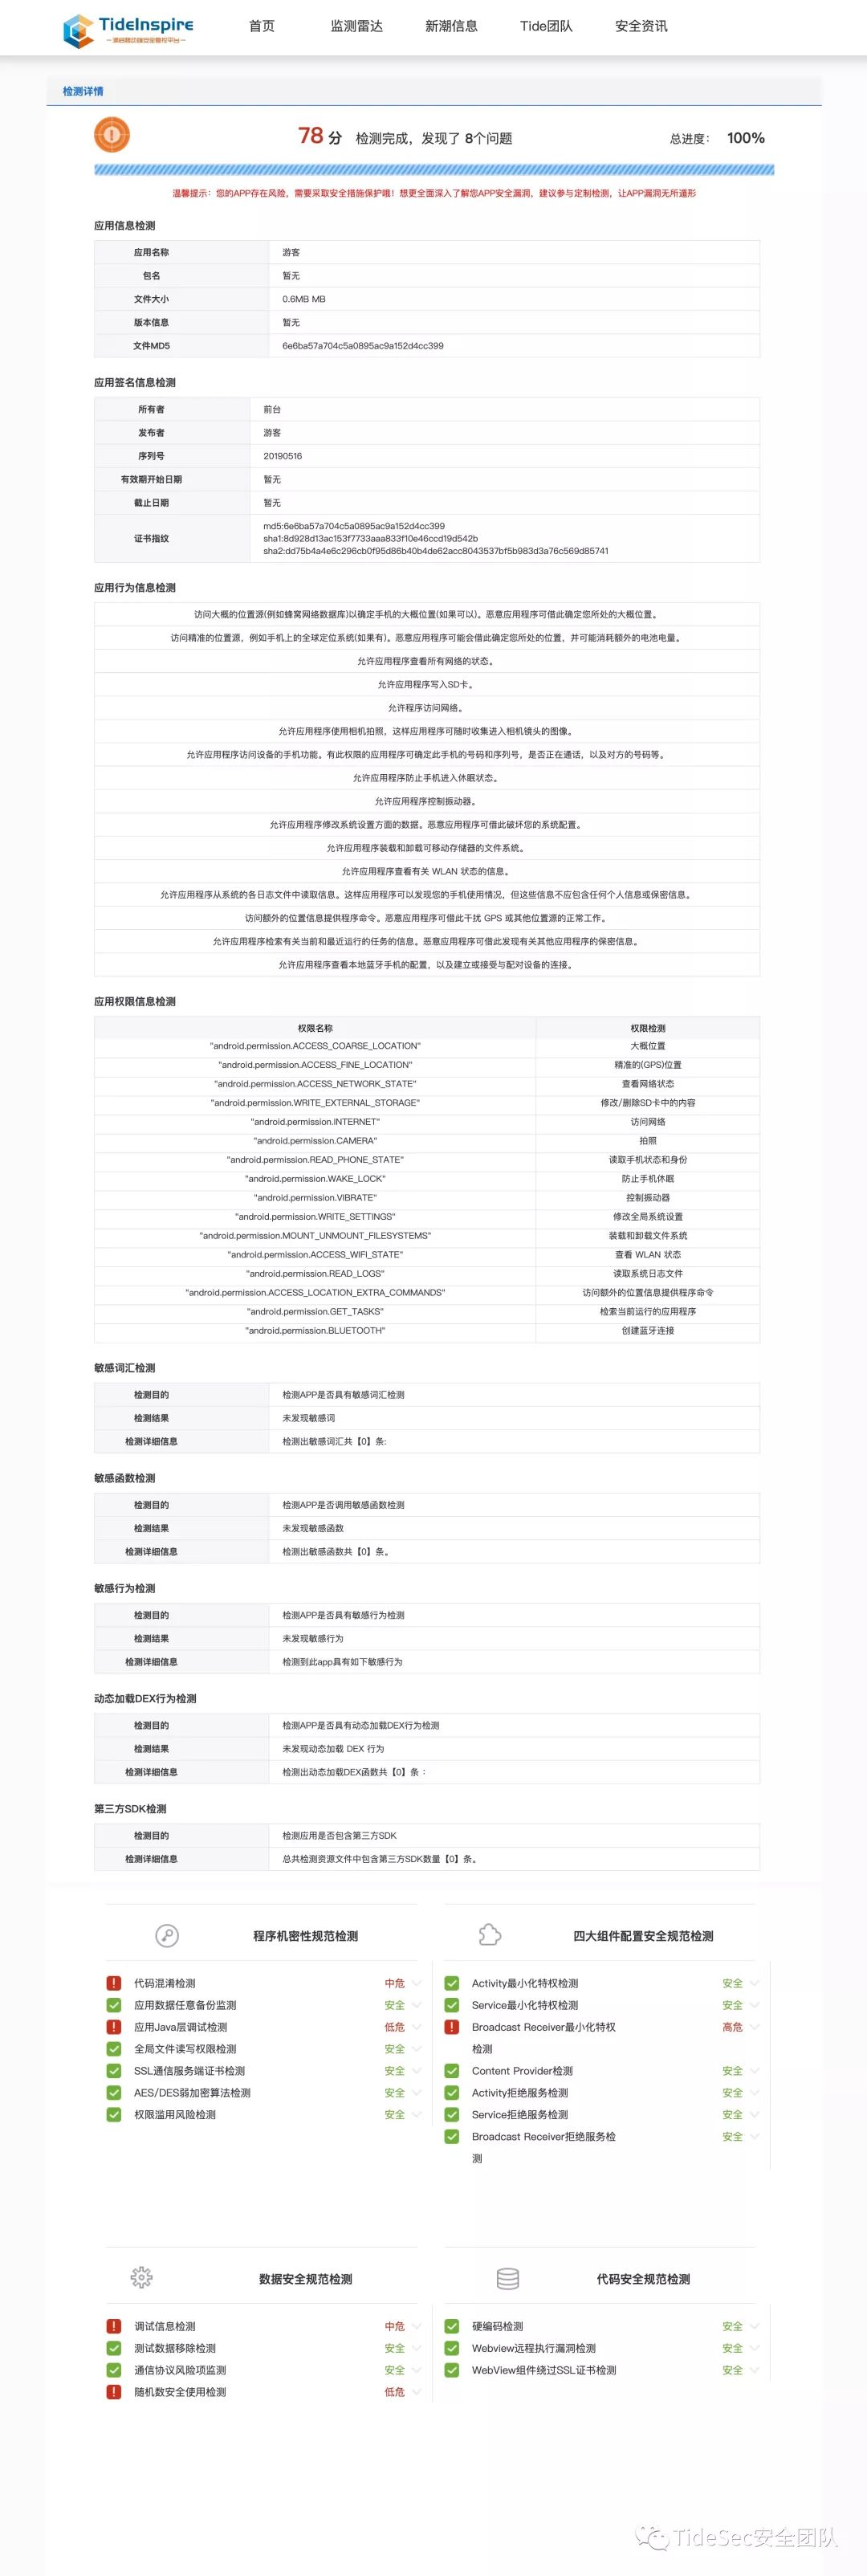 TideInspire
首页 监测雷达 新潮信息 Tide团队 安全资讯
检测详情
78 分 检测完成，发现了 8个问题 总进度： 100%
温馨提示：您的APP存在风险，需要采取安全措施保护哦！想更全面深入了解您APP安全漏洞，建议参与定制检测，让APP漏洞无所遁形
应用信息检测
应用名称 游客
包名 暂无
文件大小 0.6MB MB
版本信息 暂无
文件MD5 6e6ba57a704c5a0895ac9a152d4cc399
应用签名信息检测
所有者 前台
发布者 游客
序列号 20190516
有效期开始日期 暂无
截止日期 暂无
证书指纹
md5:6e6ba57a704c5a0895ac9a152d4cc399
sha1:8d928d13ac153f7733aaa833f10e46ccd19d542b
sha2:dd75b4a4e6c296cb0f95d86b40b4de62acc8043537bf5b983d3a76c569d85741
应用行为信息检测
访问大概的位置源(例如蜂窝网络数据库)以确定手机的大概位置(如果可以)。恶意应用程序可借此确定您所处的大概位置。
访问精准的位置源，例如手机上的全球定位系统(如果有)。恶意应用程序可能会借此确定您所处的位置，并可能消耗额外的电池电量。
允许应用程序查看所有网络的状态。
允许应用程序写入SD卡。
允许程序访问网络。
允许应用程序使用相机拍照，这样应用程序可随时收集进入相机镜头的图像。
允许应用程序访问设备的手机功能。有此权限的应用程序可确定此手机的号码和序列号，是否正在通话，以及对方的号码等。
允许应用程序防止手机进入休眠状态。
允许应用程序控制振动器。
允许应用程序修改系统设置方面的数据。恶意应用程序可借此破坏您的系统配置。
允许应用程序装载和卸载可移动存储器的文件系统。
允许应用程序查看有关 WLAN 状态的信息。
允许应用程序从系统的各日志文件中读取信息。这样应用程序可以发现您的手机使用情况，但这些信息不应包含任何个人信息或保密信息。
访问额外的位置信息提供程序命令。恶意应用程序可借此干扰 GPS 或其他位置源的正常工作。
允许应用程序检索有关当前和最近运行的任务的信息。恶意应用程序可借此发现有关其他应用程序的保密信息。
允许应用程序查看本地蓝牙手机的配置，以及建立或接受与配对设备的连接。
应用权限信息检测
权限名称 权限检测
"android.permission.ACCESS_COARSE_LOCATION" 大概位置
"android.permission.ACCESS_FINE_LOCATION" 精准的(GPS)位置
"android.permission.ACCESS_NETWORK_STATE" 查看网络状态
"android.permission.WRITE_EXTERNAL_STORAGE" 修改/删除SD卡中的内容
"android.permission.INTERNET" 访问网络
"android.permission.CAMERA" 拍照
"android.permission.READ_PHONE_STATE" 读取手机状态和身份
"android.permission.WAKE_LOCK" 防止手机休眠
"android.permission.VIBRATE" 控制振动器
"android.permission.WRITE_SETTINGS" 修改全局系统设置
"android.permission.MOUNT_UNMOUNT_FILESYSTEMS" 装载和卸载文件系统
"android.permission.ACCESS_WIFI_STATE" 查看 WLAN 状态
"android.permission.READ_LOGS" 读取系统日志文件
"android.permission.ACCESS_LOCATION_EXTRA_COMMANDS" 访问额外的位置信息提供程序命令
"android.permission.GET_TASKS" 检索当前运行的应用程序
"android.permission.BLUETOOTH" 创建蓝牙连接
敏感词汇检测
检测目的 检测APP是否具有敏感词汇检测
检测结果 未发现敏感词
检测详细信息 检测出敏感词汇共【0】条:
敏感函数检测
检测目的 检测APP是否调用敏感函数检测
检测结果 未发现敏感函数
检测详细信息 检测出敏感函数共【0】条。
敏感行为检测
检测目的 检测APP是否具有敏感行为检测
检测结果 未发现敏感行为
检测详细信息 检测到此app具有如下敏感行为
动态加载DEX行为检测
检测目的 检测APP是否具有动态加载DEX行为检测
检测结果 未发现动态加载 DEX 行为
检测详细信息 检测出动态加载DEX函数共【0】条：
第三方SDK检测
检测目的 检测应用是否包含第三方SDK
检测详细信息 总共检测资源文件中包含第三方SDK数量【0】条。
程序机密性规范检测
代码混淆检测 中危
应用数据任意备份监测 安全
应用Java层调试检测 低危
全局文件读写权限检测 安全
SSL通信服务端证书检测 安全
AES/DES弱加密算法检测 安全
权限滥用风险检测 安全
四大组件配置安全规范检测
Activity最小化特权检测 安全
Service最小化特权检测 安全
Broadcast Receiver最小化特权 高危
检测
Content Provider检测 安全
Activity拒绝服务检测 安全
Service拒绝服务检测 安全
Broadcast Receiver拒绝服务检 安全
测
数据安全规范检测
调试信息检测 中危
测试数据移除检测 安全
通信协议风险项监测 安全
随机数安全使用检测 低危
代码安全规范检测
硬编码检测 安全
Webview远程执行漏洞检测 安全
WebView组件绕过SSL证书检测 安全
TideSec安全团队